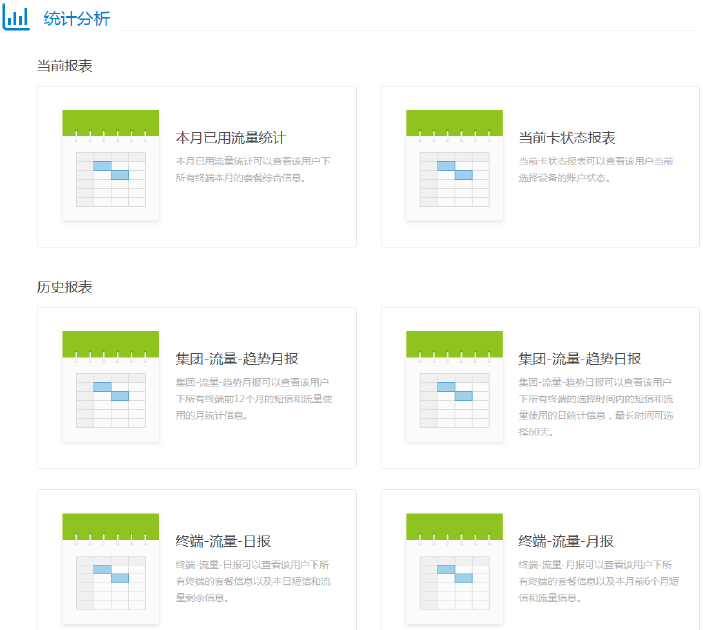 统计分析
当前报表
本月已用流量统计
本月已用流量统计可以查看该用户下
所有终端本月的套餐综合信息。
当前卡状态报表
当前卡状态报表可以查看该用户当前
选择设备的账户状态。
历史报表
集团-流量-趋势月报
集团-流量-趋势月报可以查看该用户
下所有终端前12个月的短信和流量使
用的月统计信息。
集团-流量-趋势日报
集团-流量-趋势日报可以查看该用户
下所有终端的选择时间内的短信和流
量使用的日统计信息，最长时间可选
择60天。
终端-流量-日报
终端-流量-日报可以查看该用户下所
有终端的套餐信息以及本日短信和流
量剩余信息。
终端-流量-月报
终端-流量-月报可以查看该用户下所
有终端的套餐信息以及本月前6个月短
信和流量信息。